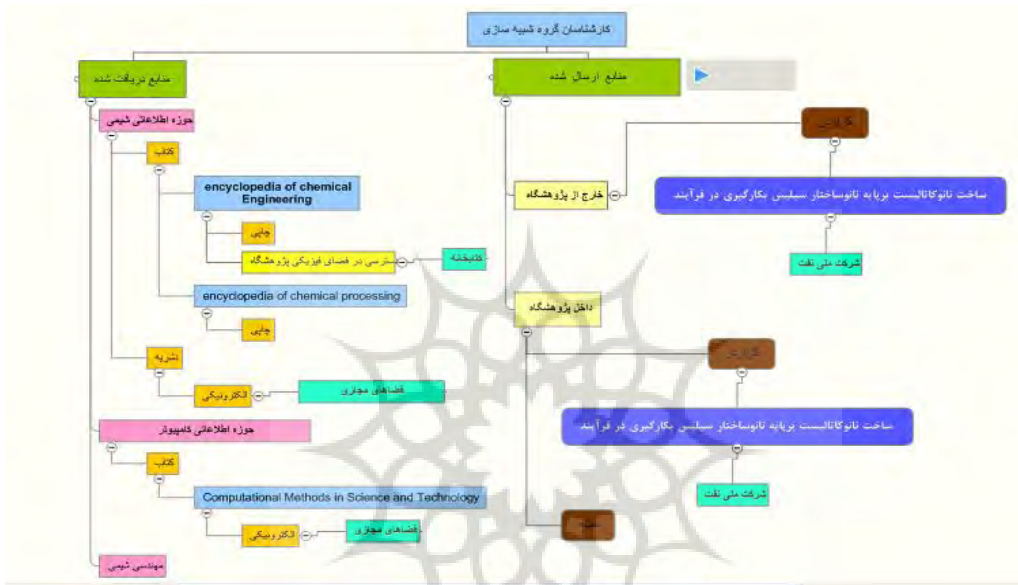 کارشناسان گروه شبیه سازی
منابع ارسال شده
منابع دریافت شده
حوزه اطلاعاتی شیمی
کتاب
encyclopedia of chemical
Engineering
چاپی
دسترسی در فضای فیزیکی پژوهشگاه
کتابخانه
encyclopedia of chemical processing
چاپی
نشریه
الکترونیکی
فضاهای مجازی
حوزه اطلاعاتی کامپیوتر
کتاب
Computational Methods in Science and Technology
الکترونیکی
فضاهای مجازی
مهندسی شیمی
خارج از پژوهشگاه
گزارش
ساخت نانوکاتالیست برپایه نانوساختار سیلیس بکارگیری در فرآیند
شرکت ملی نفت
داخل پژوهشگاه
گزارش
ساخت نانوکاتالیست برپایه نانوساختار سیلیس بکارگیری در فرآیند
شرکت ملی نفت